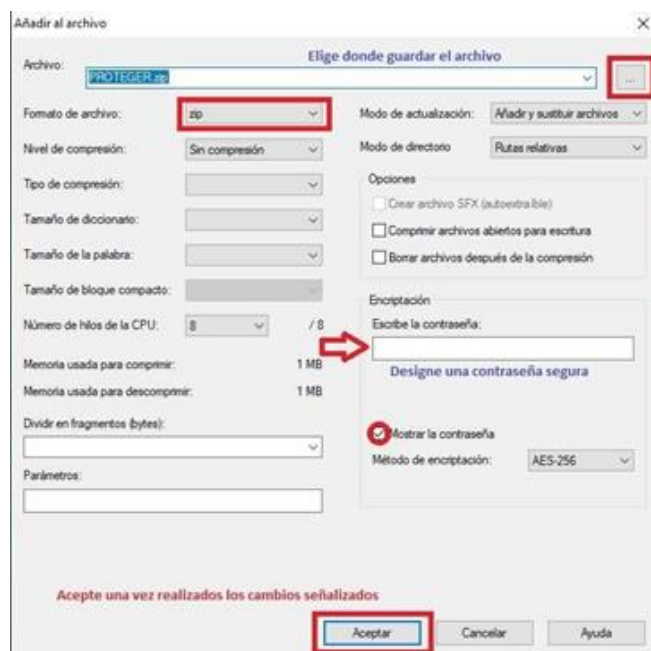 Añadir al archivo
Elige donde guardar el archivo
Archivo:
PROTEGER.zip
...
Formato de archivo:
zip
Modo de actualización:
Añadir y sustituir archivos
Nivel de compresión:
Sin compresión
Modo de directorio
Rutas relativas
Tipo de compresión:
Opciones
Crear archivo SFX (autoextraible)
Tamaño de diccionario:
Comprimir archivos abiertos para escritura
Tamaño de la palabra:
Borrar archivos después de la compresión
Tamaño de bloque compacto:
Encriptación
Número de hilos de la CPU:
8
/ 8
Escribe la contraseña:
Memoria usada para comprimir:
1 MB
Designe una contraseña segura
Memoria usada para descomprimir:
1 MB
Dividir en fragmentos (bytes):
Mostrar la contraseña
Método de encriptación:
AES-256
Parámetros:
Acepte una vez realizados los cambios señalizados
Aceptar
Cancelar
Ayuda